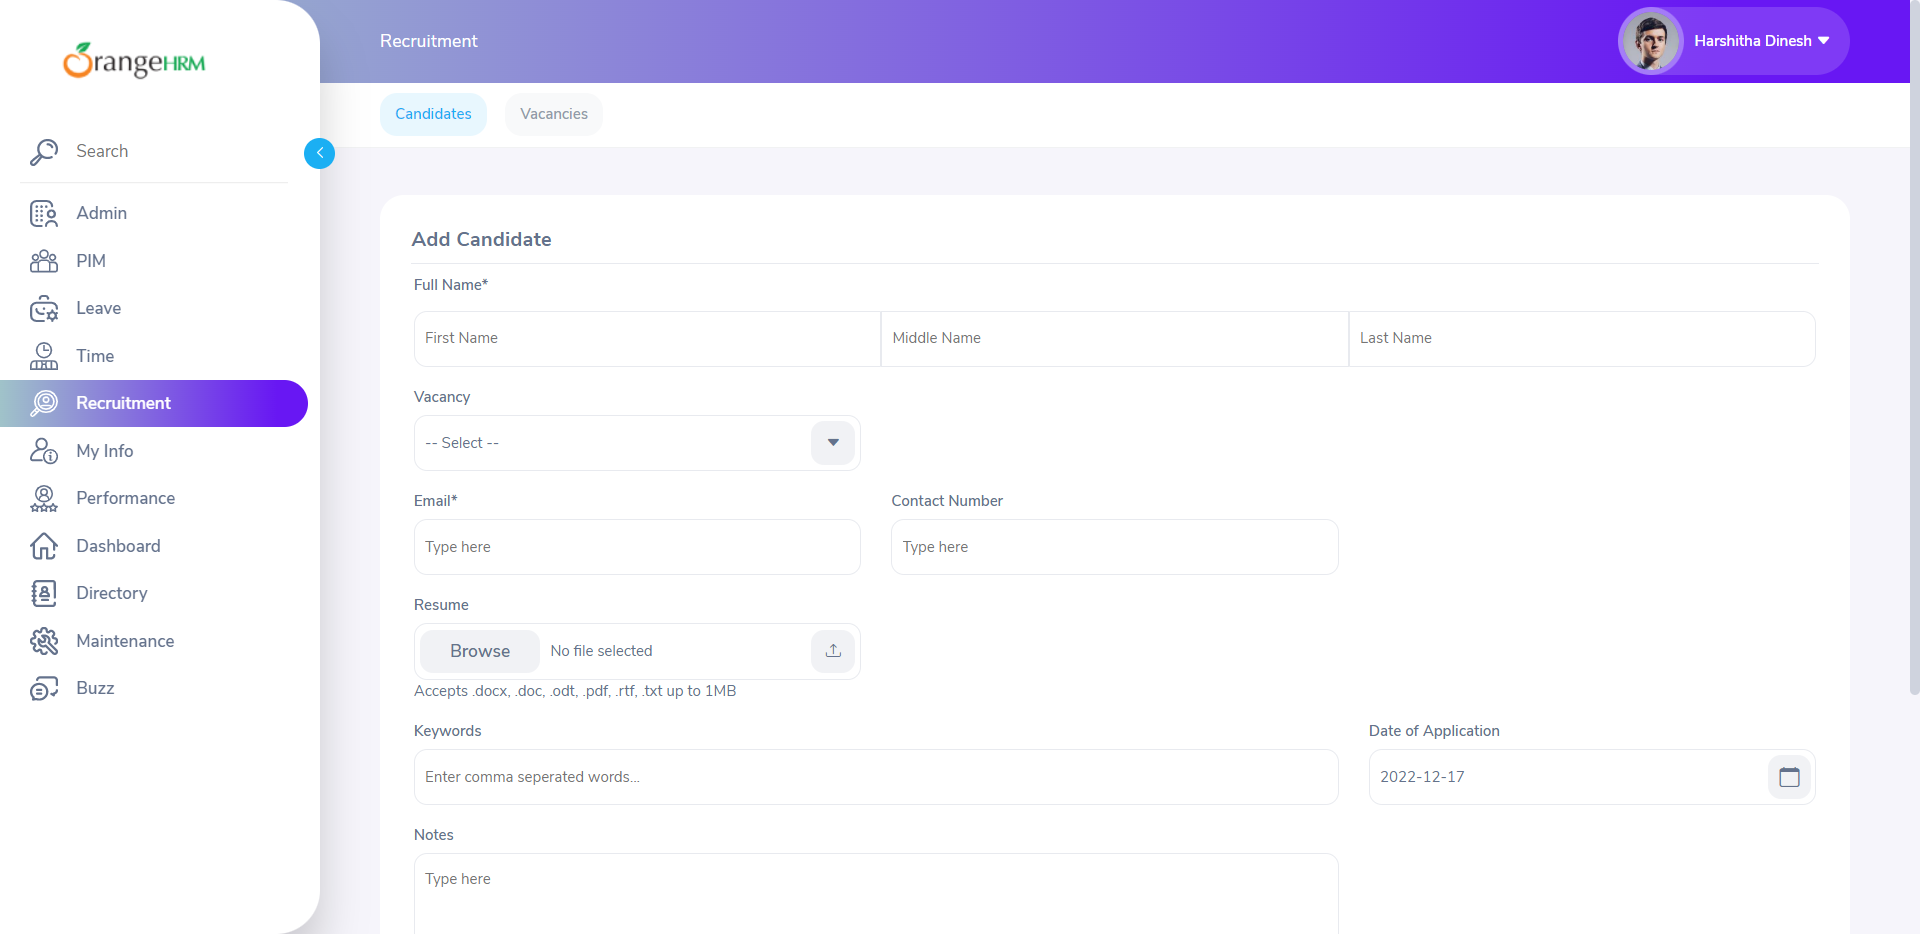 OrangeHRM
Recruitment
Harshitha Dinesh
Candidates
Vacancies
Search
Admin
PIM
Leave
Time
Recruitment
My Info
Performance
Dashboard
Directory
Maintenance
Buzz
Add Candidate
Full Name*
First Name
Middle Name
Last Name
Vacancy
-- Select --
Email*
Contact Number
Type here
Type here
Resume
Browse
No file selected
Accepts .docx, .doc, .odt, .pdf, .rtf, .txt up to 1MB
Keywords
Date of Application
Enter comma seperated words...
2022-12-17
Notes
Type here